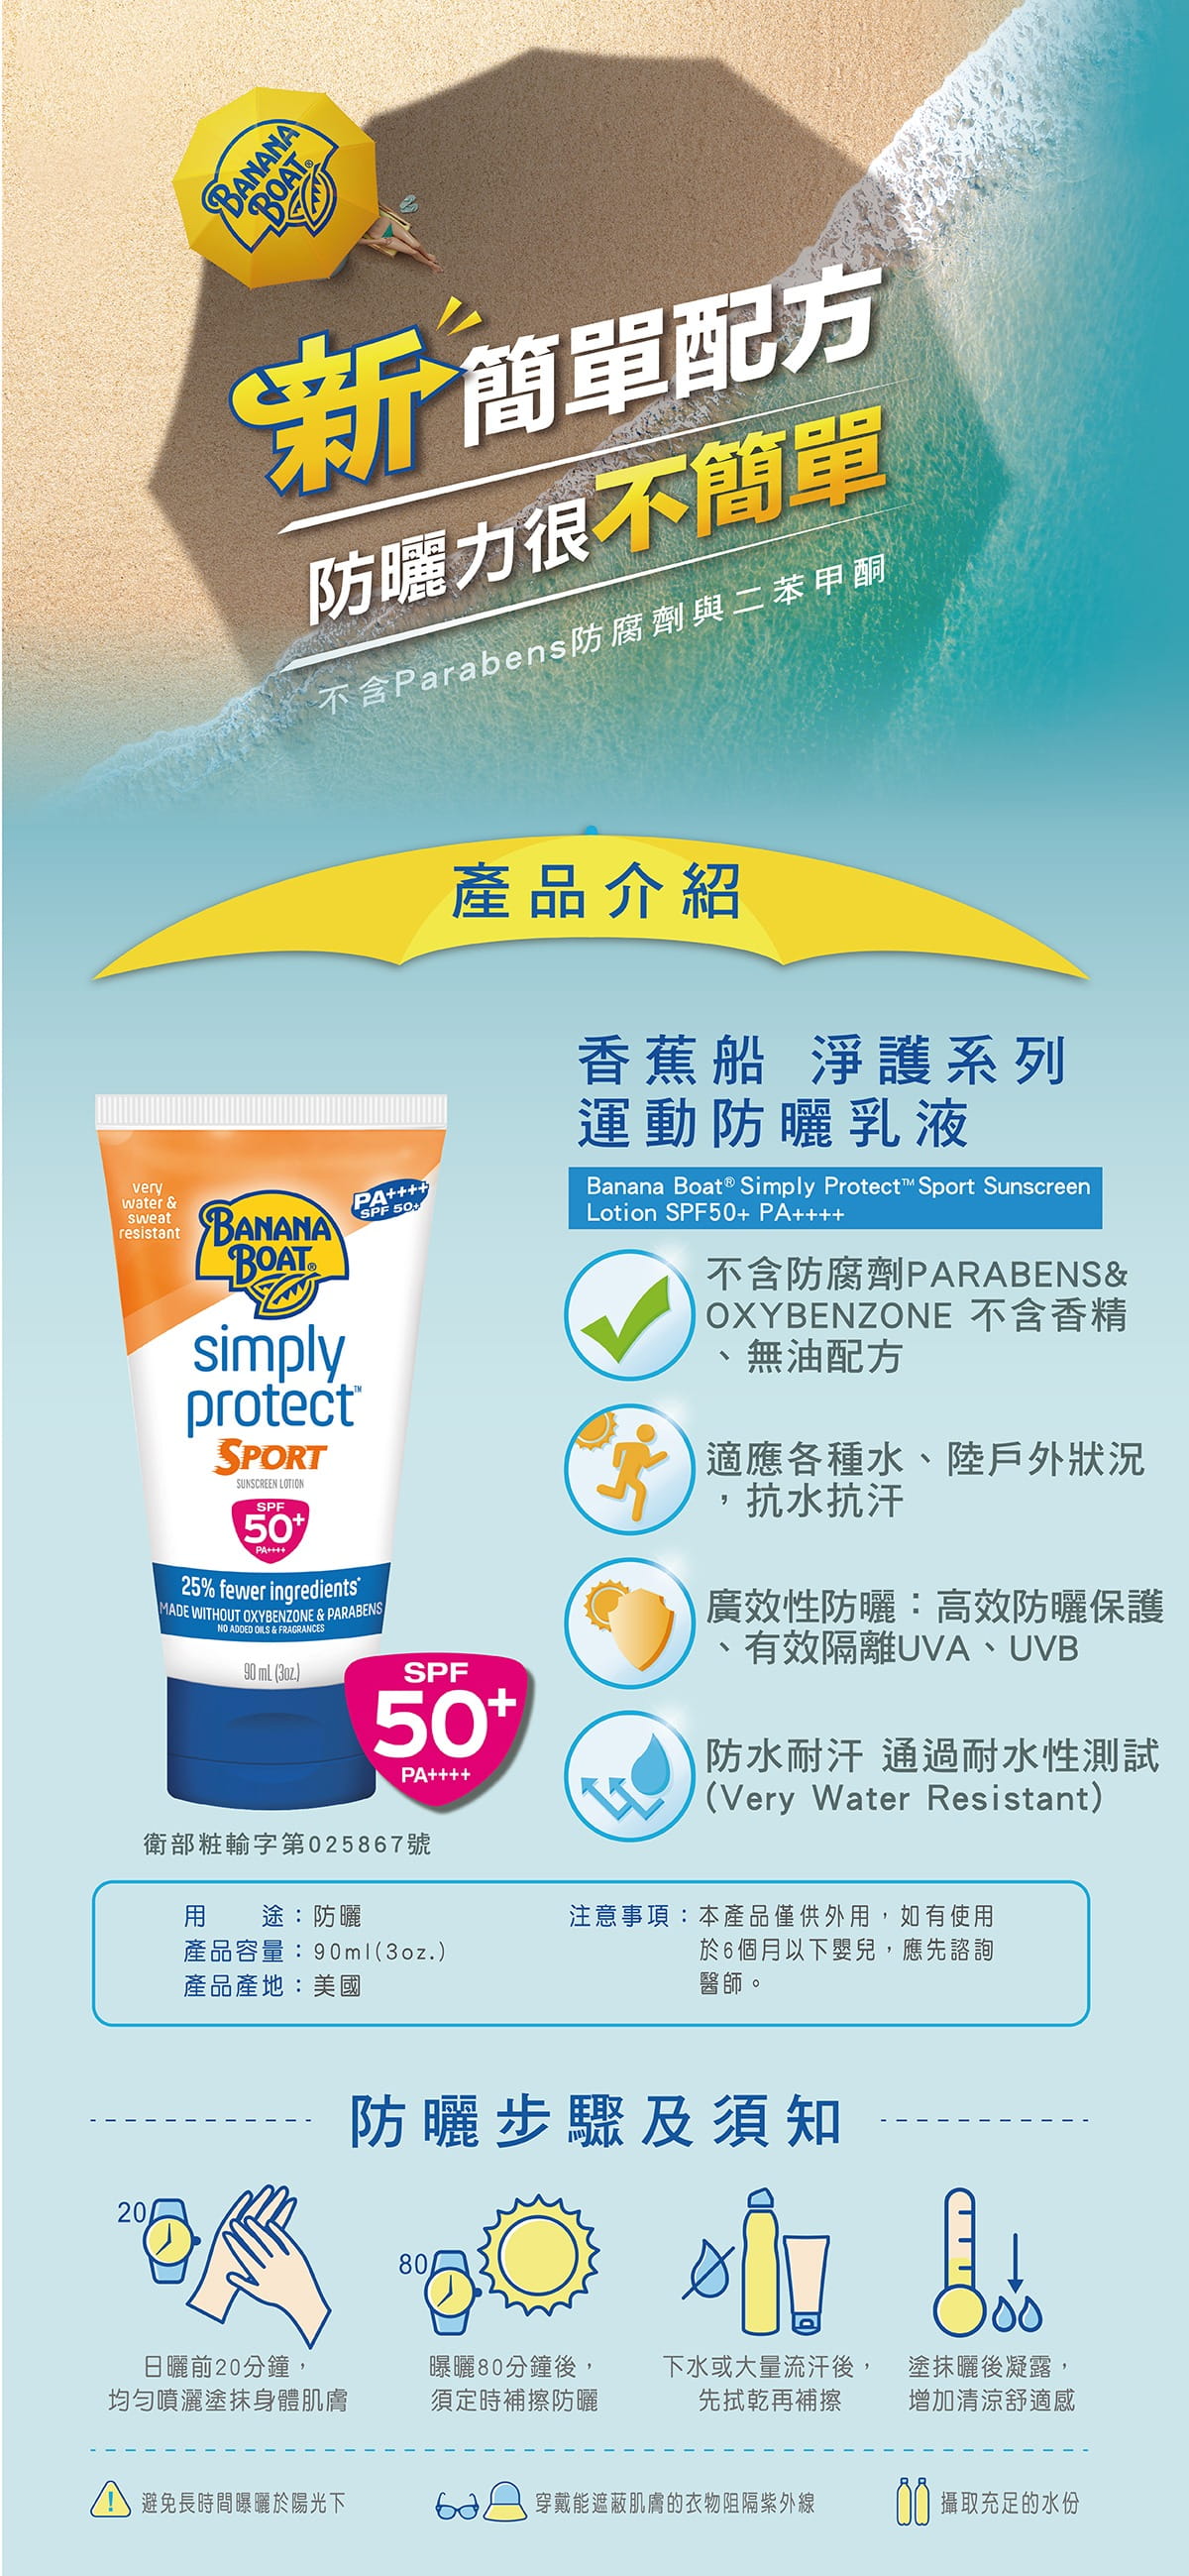 BANANA
BOAT®
新簡單配方
防曬力很不簡單
不含Parabens防腐劑與二苯甲酮
產品介紹
香蕉船 淨護系列
運動防曬乳液
Banana Boat® Simply Protect™ Sport Sunscreen
Lotion SPF50+ PA++++
very
water &
sweat
resistant
PA++++
SPF 50+
BANANA
BOAT®
simply
protect™
SPORT
SUNSCREEN LOTION
SPF
50+
PA++++
25% fewer ingredients*
MADE WITHOUT OXYBENZONE & PARABENS
NO ADDED OILS & FRAGRANCES
90 mL (3oz.)
SPF
50+
PA++++
衛部粧輸字第025867號
不含防腐劑PARABENS&
OXYBENZONE 不含香精
、無油配方
適應各種水、陸戶外狀況
，抗水抗汗
廣效性防曬：高效防曬保護
、有效隔離UVA、UVB
防水耐汗 通過耐水性測試
(Very Water Resistant)
用　　途：防曬
產品容量：90ml(3oz.)
產品產地：美國
注意事項：本產品僅供外用，如有使用
於6個月以下嬰兒，應先諮詢
醫師。
防曬步驟及須知
20
日曬前20分鐘，
均勻噴灑塗抹身體肌膚
80
曝曬80分鐘後，
須定時補擦防曬
下水或大量流汗後，
先拭乾再補擦
塗抹曬後凝露，
增加清涼舒適感
避免長時間曝曬於陽光下
穿戴能遮蔽肌膚的衣物阻隔紫外線
攝取充足的水份